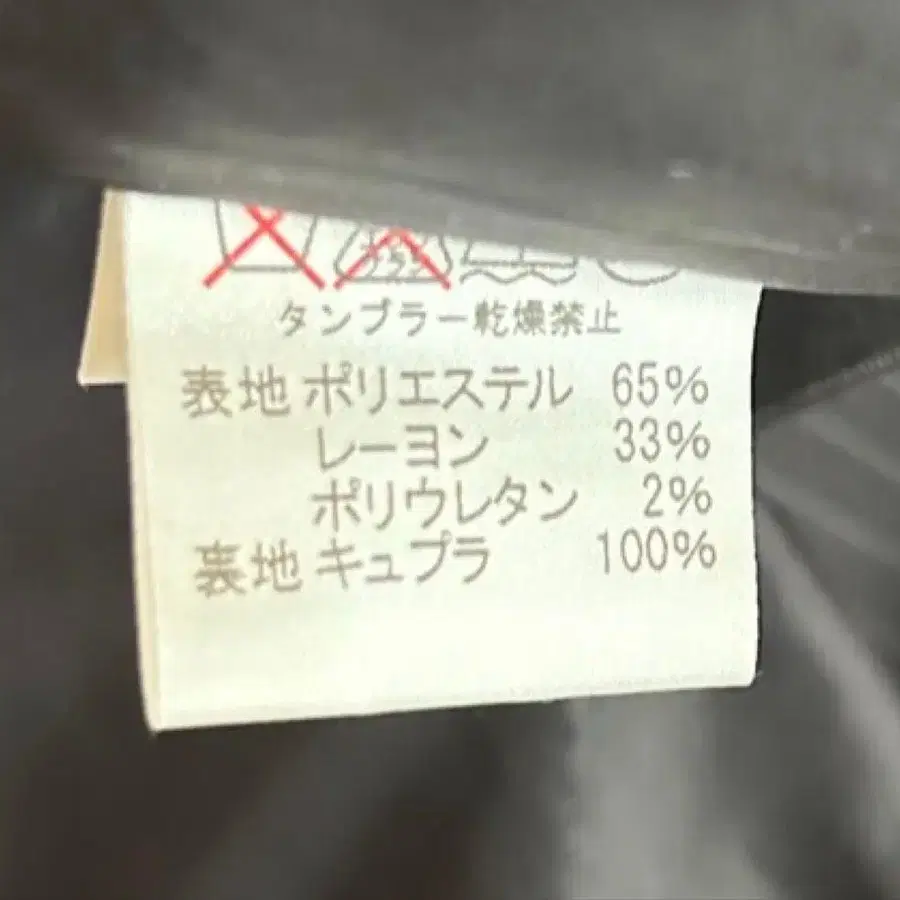 タンブラー乾燥禁止
表地 ポリエステル 65%
レーヨン 33%
ポリウレタン 2%
裏地 キュプラ 100%